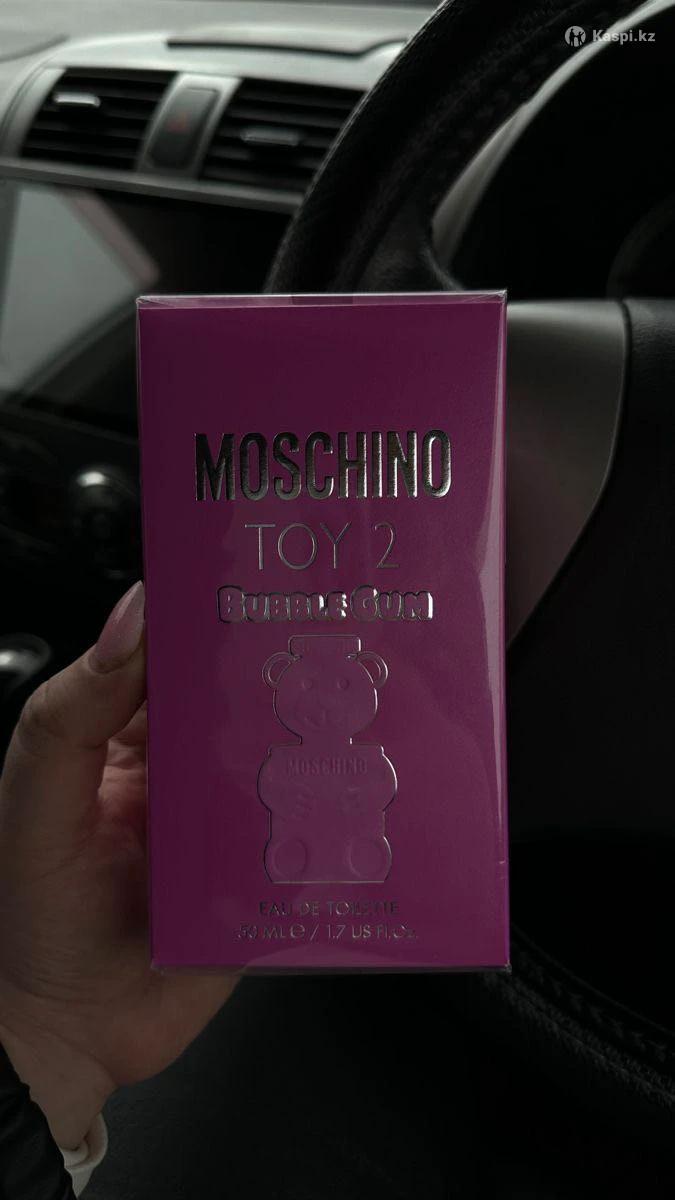 Kaspi.kz
MOSCHINO
TOY 2
BUBBLE GUM
MOSCHINO
EAU DE TOILETTE
50 ML ℮ / 1.7 US Fl.Oz.